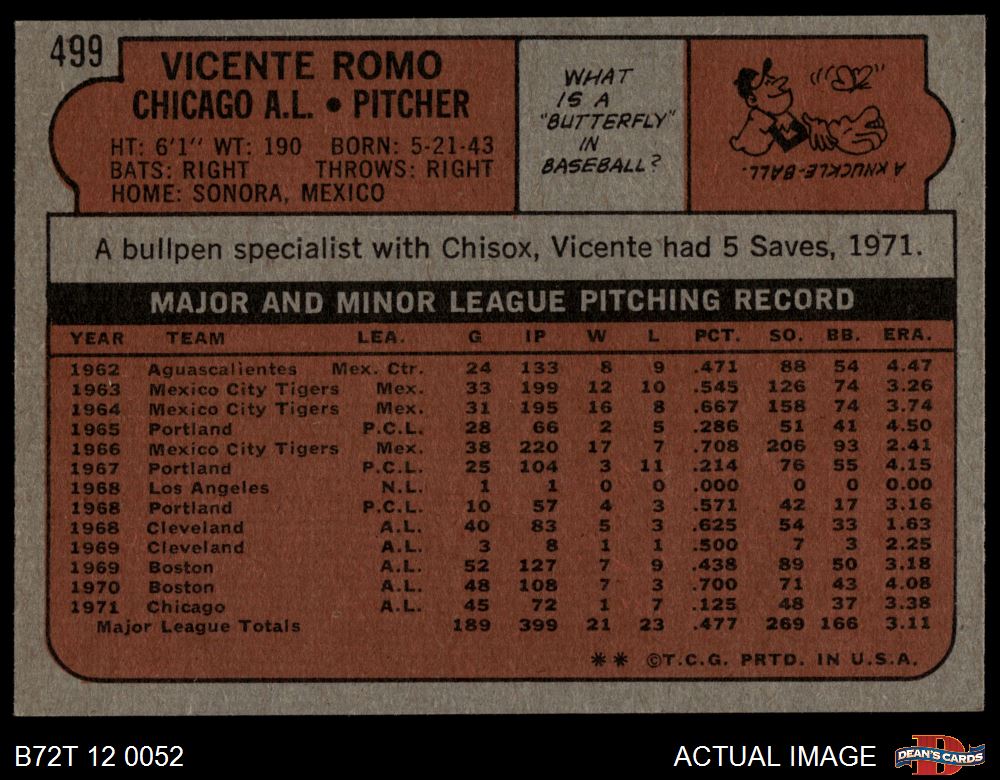 499
VICENTE ROMO
CHICAGO A.L. • PITCHER
HT: 6'1" WT: 190 BORN: 5-21-43
BATS: RIGHT THROWS: RIGHT
HOME: SONORA, MEXICO
WHAT
IS A
"BUTTERFLY"
IN
BASEBALL?
A KNUCKLE-BALL.
A bullpen specialist with Chisox, Vicente had 5 Saves, 1971.
MAJOR AND MINOR LEAGUE PITCHING RECORD
YEAR TEAM LEA. G IP W L PCT. SO. BB. ERA.
1962 Aguascalientes Mex. Ctr. 24 133 8 9 .471 88 54 4.47
1963 Mexico City Tigers Mex. 33 199 12 10 .545 126 74 3.26
1964 Mexico City Tigers Mex. 31 195 16 8 .667 158 74 3.74
1965 Portland P.C.L. 28 66 2 5 .286 51 41 4.50
1966 Mexico City Tigers Mex. 38 220 17 7 .708 206 93 2.41
1967 Portland P.C.L. 25 104 3 11 .214 76 55 4.15
1968 Los Angeles N.L. 1 1 0 0 .000 0 0 0.00
1968 Portland P.C.L. 10 57 4 3 .571 42 17 3.16
1968 Cleveland A.L. 40 83 5 3 .625 54 33 1.63
1969 Cleveland A.L. 3 8 1 1 .500 7 3 2.25
1969 Boston A.L. 52 127 7 9 .438 89 50 3.18
1970 Boston A.L. 48 108 7 3 .700 71 43 4.08
1971 Chicago A.L. 45 72 1 7 .125 48 37 3.38
Major League Totals 189 399 21 23 .477 269 166 3.11
** ©T.C.G. PRTD. IN U.S.A.
B72T 12 0052
ACTUAL IMAGE
D
DEAN'S CARDS